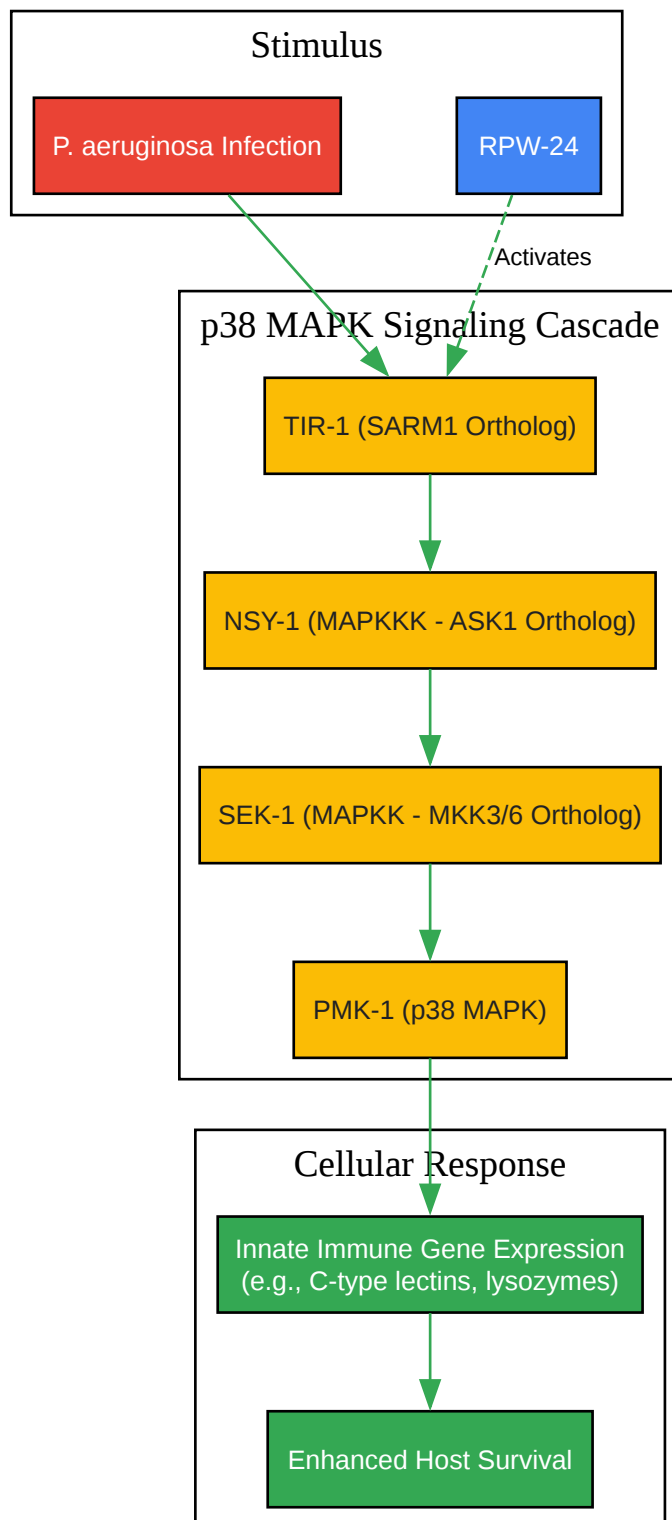 Stimulus
P. aeruginosa Infection
RPW-24
Activates
p38 MAPK Signaling Cascade
TIR-1 (SARM1 Ortholog)
NSY-1 (MAPKKK - ASK1 Ortholog)
SEK-1 (MAPKK - MKK3/6 Ortholog)
PMK-1 (p38 MAPK)
Cellular Response
Innate Immune Gene Expression
(e.g., C-type lectins, lysozymes)
Enhanced Host Survival